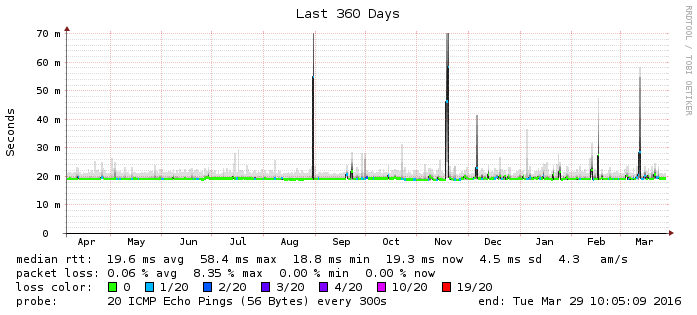 Last 360 Days
RRDTOOL / TOBI OETIKER
Seconds
70 m
60 m
50 m
40 m
30 m
20 m
10 m
0
Apr May Jun Jul Aug Sep Oct Nov Dec Jan Feb Mar
median rtt: 19.6 ms avg 58.4 ms max 18.8 ms min 19.3 ms now 4.5 ms sd 4.3 am/s
packet loss: 0.06 % avg 8.35 % max 0.00 % min 0.00 % now
loss color: 0 1/20 2/20 3/20 4/20 10/20 19/20
probe: 20 ICMP Echo Pings (56 Bytes) every 300s end: Tue Mar 29 10:05:09 2016